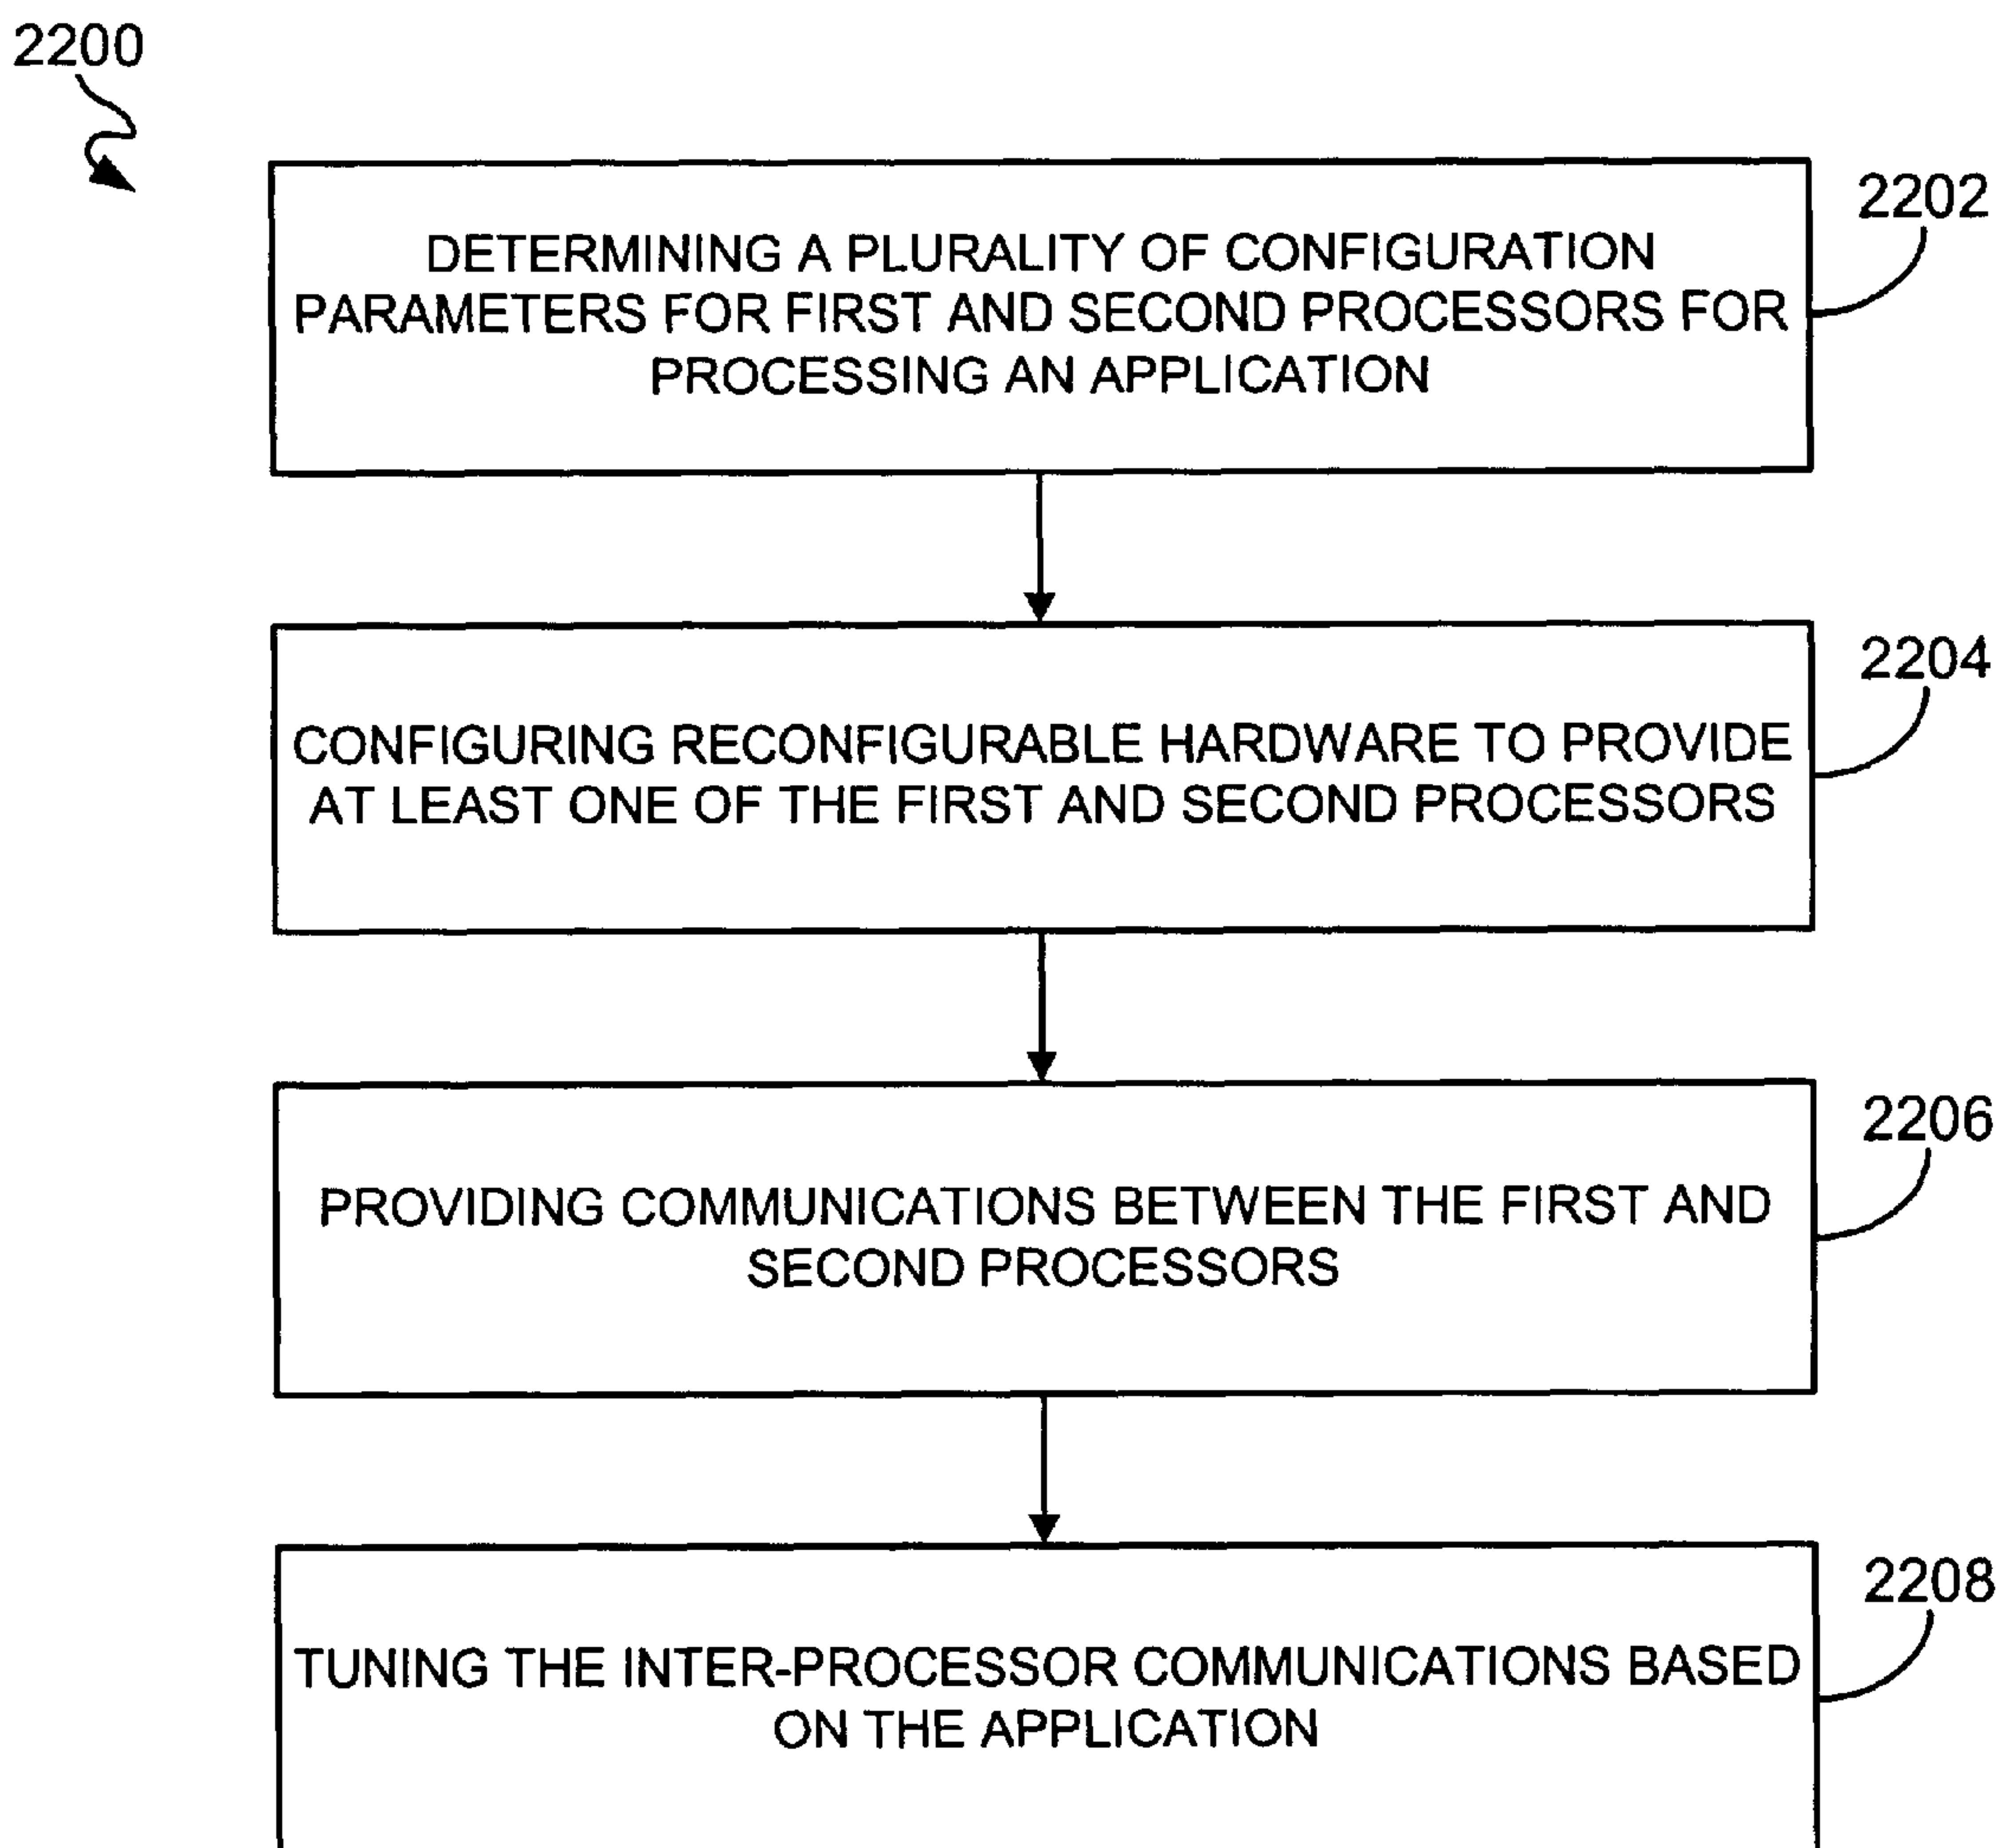 2200
2202
DETERMINING A PLURALITY OF CONFIGURATION
PARAMETERS FOR FIRST AND SECOND PROCESSORS FOR
PROCESSING AN APPLICATION
2204
CONFIGURING RECONFIGURABLE HARDWARE TO PROVIDE
AT LEAST ONE OF THE FIRST AND SECOND PROCESSORS
2206
PROVIDING COMMUNICATIONS BETWEEN THE FIRST AND
SECOND PROCESSORS
2208
TUNING THE INTER-PROCESSOR COMMUNICATIONS BASED
ON THE APPLICATION